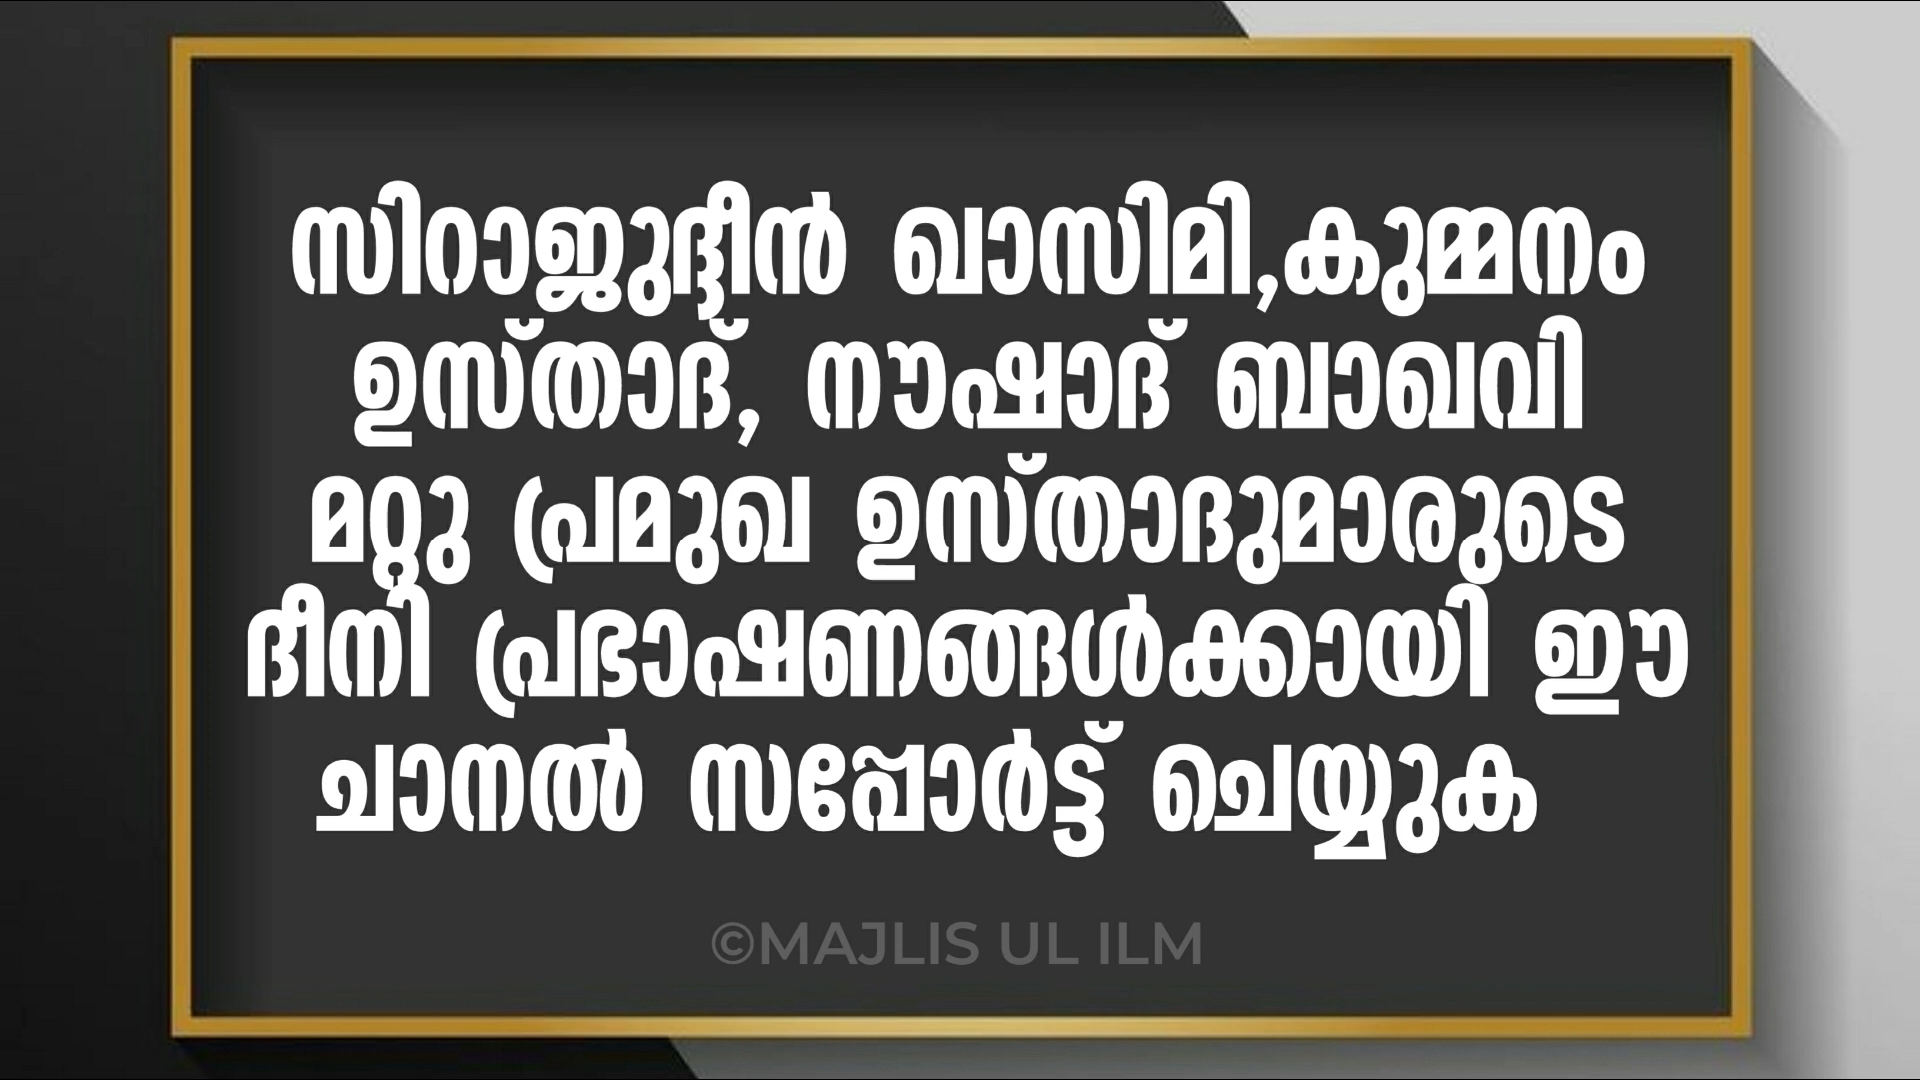 സിറാജുദ്ദീൻ ഖാസിമി,കുമ്മനം
ഉസ്താദ്, നൗഷാദ് ബാഖവി
മറ്റു പ്രമുഖ ഉസ്താദുമാരുടെ
ദീനി പ്രഭാഷണങ്ങൾക്കായി ഈ
ചാനൽ സപ്പോർട്ട് ചെയ്യുക
©MAJLIS UL ILM